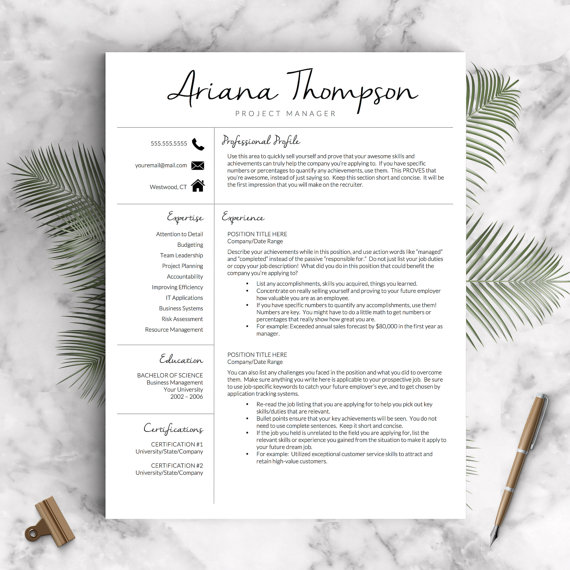 Ariana Thompson
PROJECT MANAGER
555.555.5555
youremail@mail.com
Westwood, CT
Professional Profile
Use this area to quickly sell yourself and prove that your awesome skills and
achievements can truly help the company you're applying to. If you have specific
numbers or percentages to quantify any achievements, use them. This PROVES that
you're awesome, instead of just saying so. Keep this section short and concise. It will be
the first impression that you will make on the recruiter.
Expertise
Attention to Detail
Budgeting
Team Leadership
Project Planning
Accountability
Improving Efficiency
IT Applications
Business Systems
Risk Assessment
Resource Management
Education
BACHELOR OF SCIENCE
Business Management
Your University
2002 – 2006
Certifications
CERTIFICATION #1
University/State/Company
CERTIFICATION #2
University/State/Company
Experience
POSITION TITLE HERE
Company/Date Range
Describe your achievements while in this position, and use action words like "managed"
and "completed" instead of the passive "responsible for." Do not just list your job duties
or copy your job description! What did you do in this position that could benefit the
company you're applying to?
• List any accomplishments, skills you acquired, things you learned.
• Concentrate on really selling yourself and proving to your future employer
how valuable you are as an employee.
• If you have specific numbers to quantify any accomplishments, use them!
Numbers are key. You might have to do a little math to get numbers or
percentages that really show how great you are.
• For example: Exceeded annual sales forecast by $80,000 in the first year as
manager.
POSITION TITLE HERE
Company/Date Range
You can also list any challenges you faced in the position and what you did to overcome
them. Make sure anything you write here is applicable to your prospective job. Be sure
to use job-specific keywords to catch your future employer's eye, and to get chosen by
application tracking systems.
• Re-read the job listing that you are applying for to help you pick out key
skills/duties that are relevant.
• Bullet points ensure that your key achievements will be seen. You do not
need to use complete sentences. Keep it short and concise.
• If the job you held is unrelated to the field you are applying for, list the
relevant skills or experience you gained from the situation to make it apply to
your future dream job.
• For example: Utilized exceptional customer service skills to attract and
retain high-value customers.